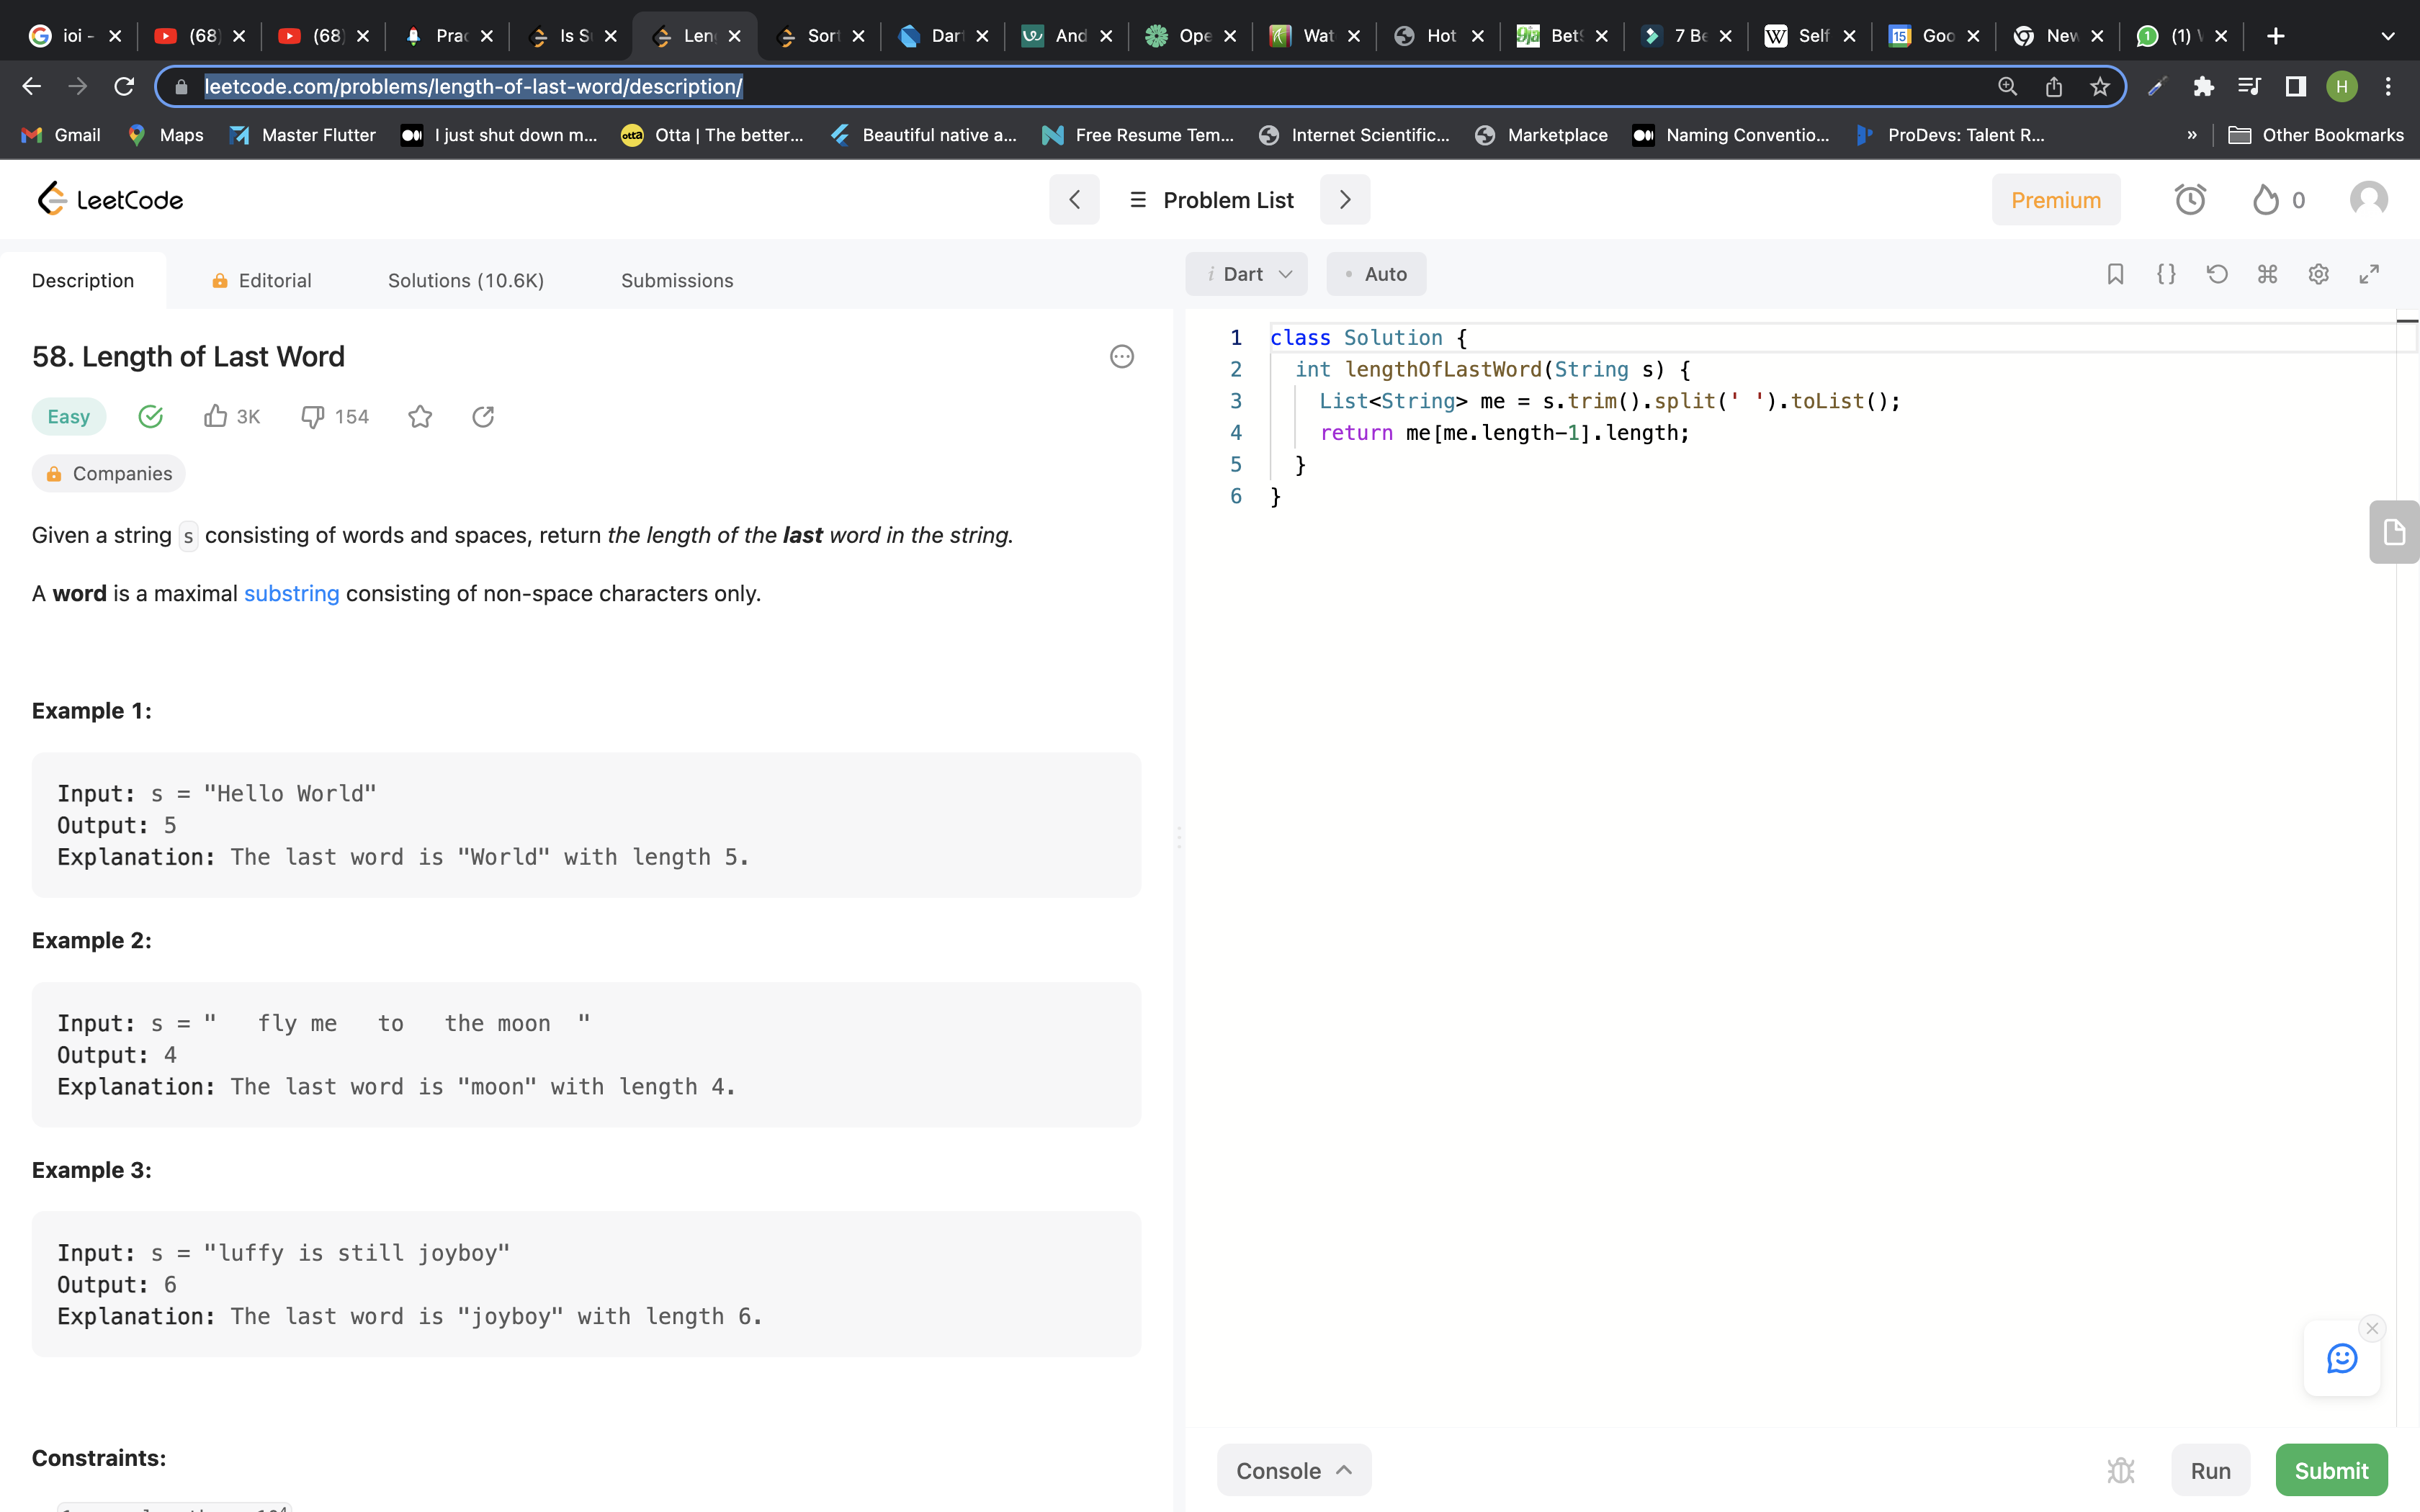 ioi - (68) (68) Prac Is S Len Sort Dart And Ope Wat Hot Bet 7 Be Self Goo New (1)
leetcode.com/problems/length-of-last-word/description/
H
Gmail Maps Master Flutter I just shut down m... Otta | The better... Beautiful native a... Free Resume Tem... Internet Scientific... Marketplace Naming Conventio... ProDevs: Talent R... » Other Bookmarks
LeetCode Problem List Premium 0
Description Editorial Solutions (10.6K) Submissions
58. Length of Last Word
Easy 3K 154
Companies
Given a string s consisting of words and spaces, return the length of the last word in the string.
A word is a maximal substring consisting of non-space characters only.
Example 1:
Input: s = "Hello World"
Output: 5
Explanation: The last word is "World" with length 5.
Example 2:
Input: s = "   fly me   to   the moon  "
Output: 4
Explanation: The last word is "moon" with length 4.
Example 3:
Input: s = "luffy is still joyboy"
Output: 6
Explanation: The last word is "joyboy" with length 6.
Constraints:
i Dart • Auto
1 class Solution {
2 int lengthOfLastWord(String s) {
3 List<String> me = s.trim().split(' ').toList();
4 return me[me.length-1].length;
5 }
6 }
Console Run Submit